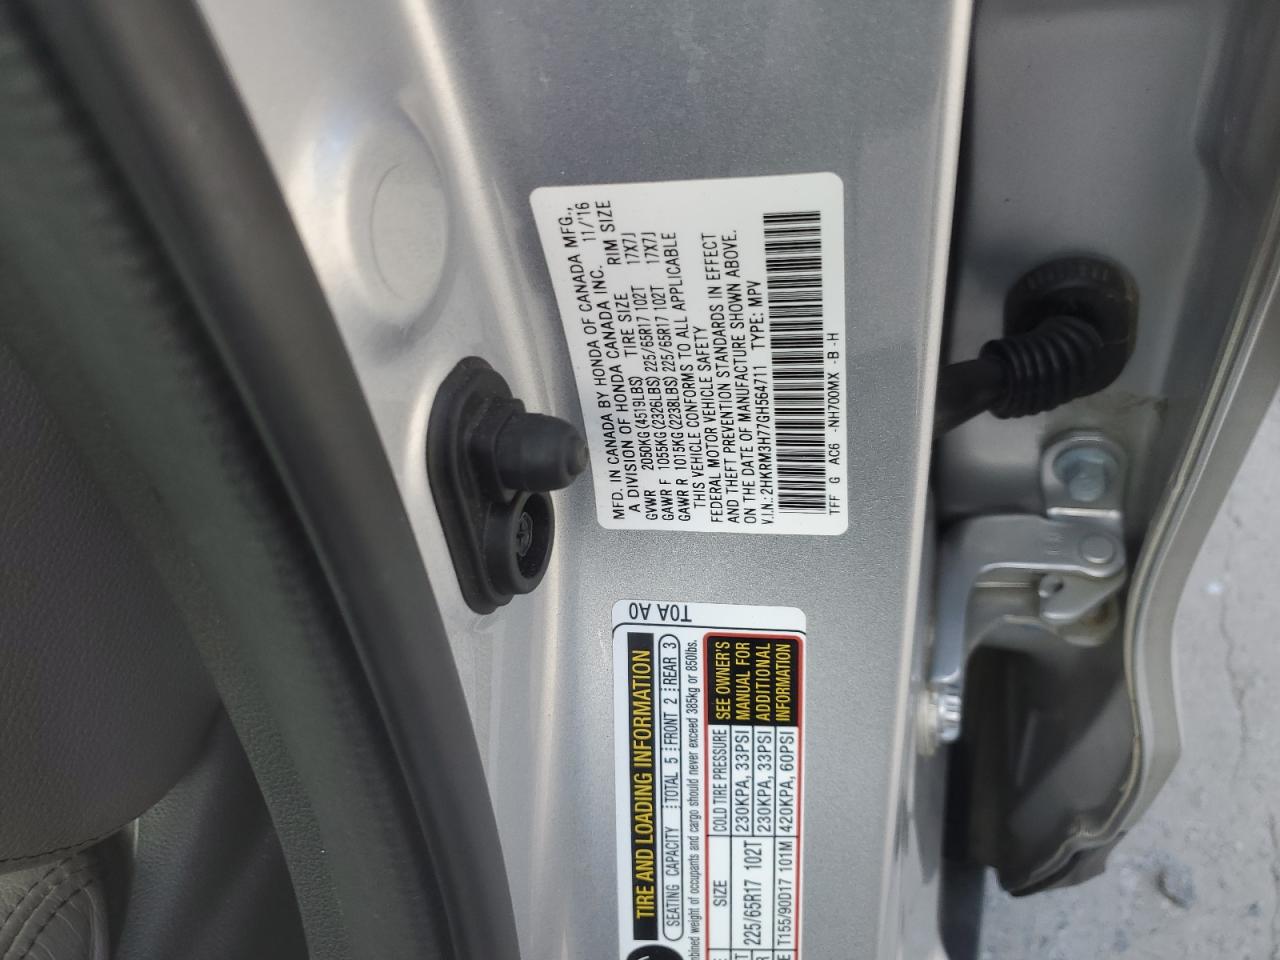 MFD. IN CANADA BY HONDA OF CANADA MFG.,
A DIVISION OF HONDA CANADA INC. 11/16
TIRE SIZE RIM SIZE
GVWR 2050KG(4519LBS)
GAWR F 1055KG(2326LBS) 225/65R17 102T 17X7J
GAWR R 1015KG(2238LBS) 225/65R17 102T 17X7J
THIS VEHICLE CONFORMS TO ALL APPLICABLE
FEDERAL MOTOR VEHICLE SAFETY
AND THEFT PREVENTION STANDARDS IN EFFECT
ON THE DATE OF MANUFACTURE SHOWN ABOVE.
V.I.N.: 2HKRM3H77GH564711 TYPE: MPV
TFF G AC6 -NH700MX -B -H
T0A A0
TIRE AND LOADING INFORMATION
SEATING CAPACITY TOTAL 5 FRONT 2 REAR 3
weight of occupants and cargo should never exceed 385kg or 850lbs.
SIZE COLD TIRE PRESSURE SEE OWNER'S
225/65R17 102T 230KPA, 33PSI MANUAL FOR
230KPA, 33PSI ADDITIONAL
T155/90D17 101M 420KPA, 60PSI INFORMATION